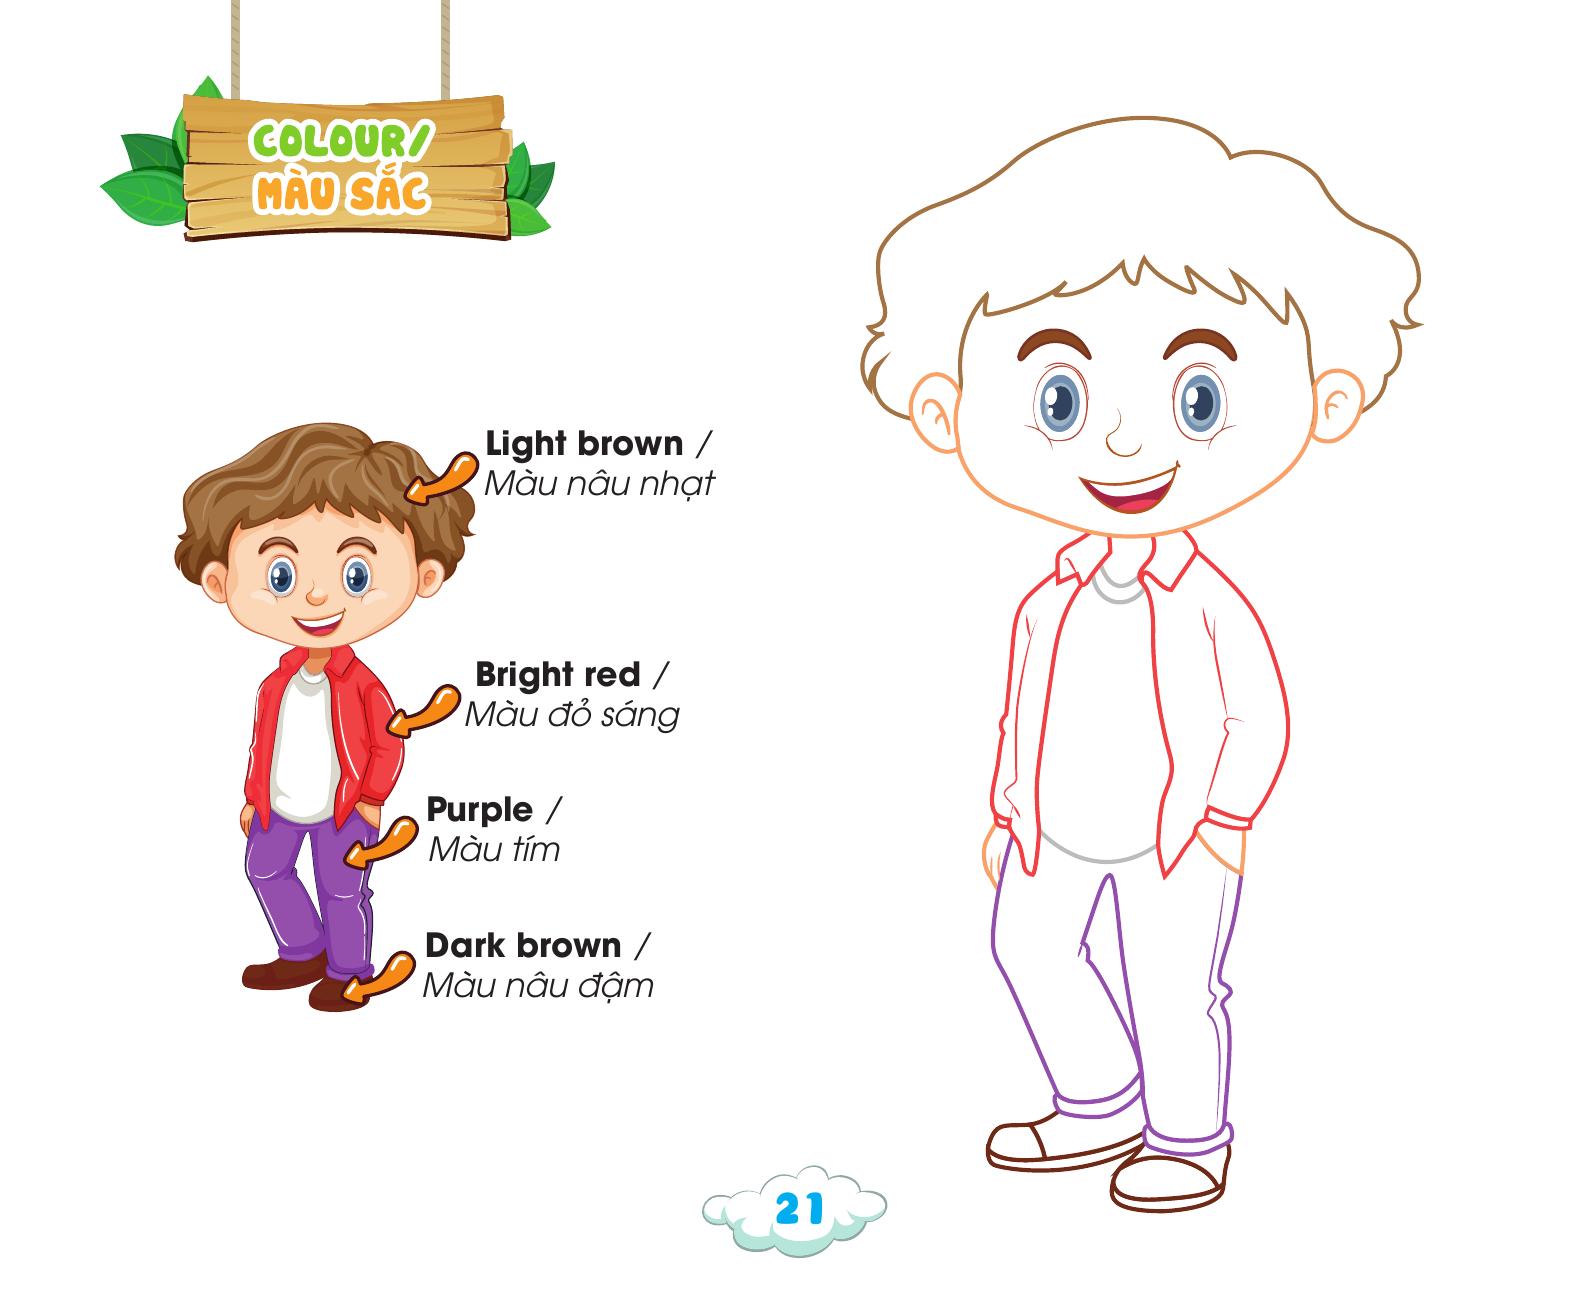 COLOUR/
MÀU SẮC
Light brown /
Màu nâu nhạt
Bright red /
Màu đỏ sáng
Purple /
Màu tím
Dark brown /
Màu nâu đậm
21